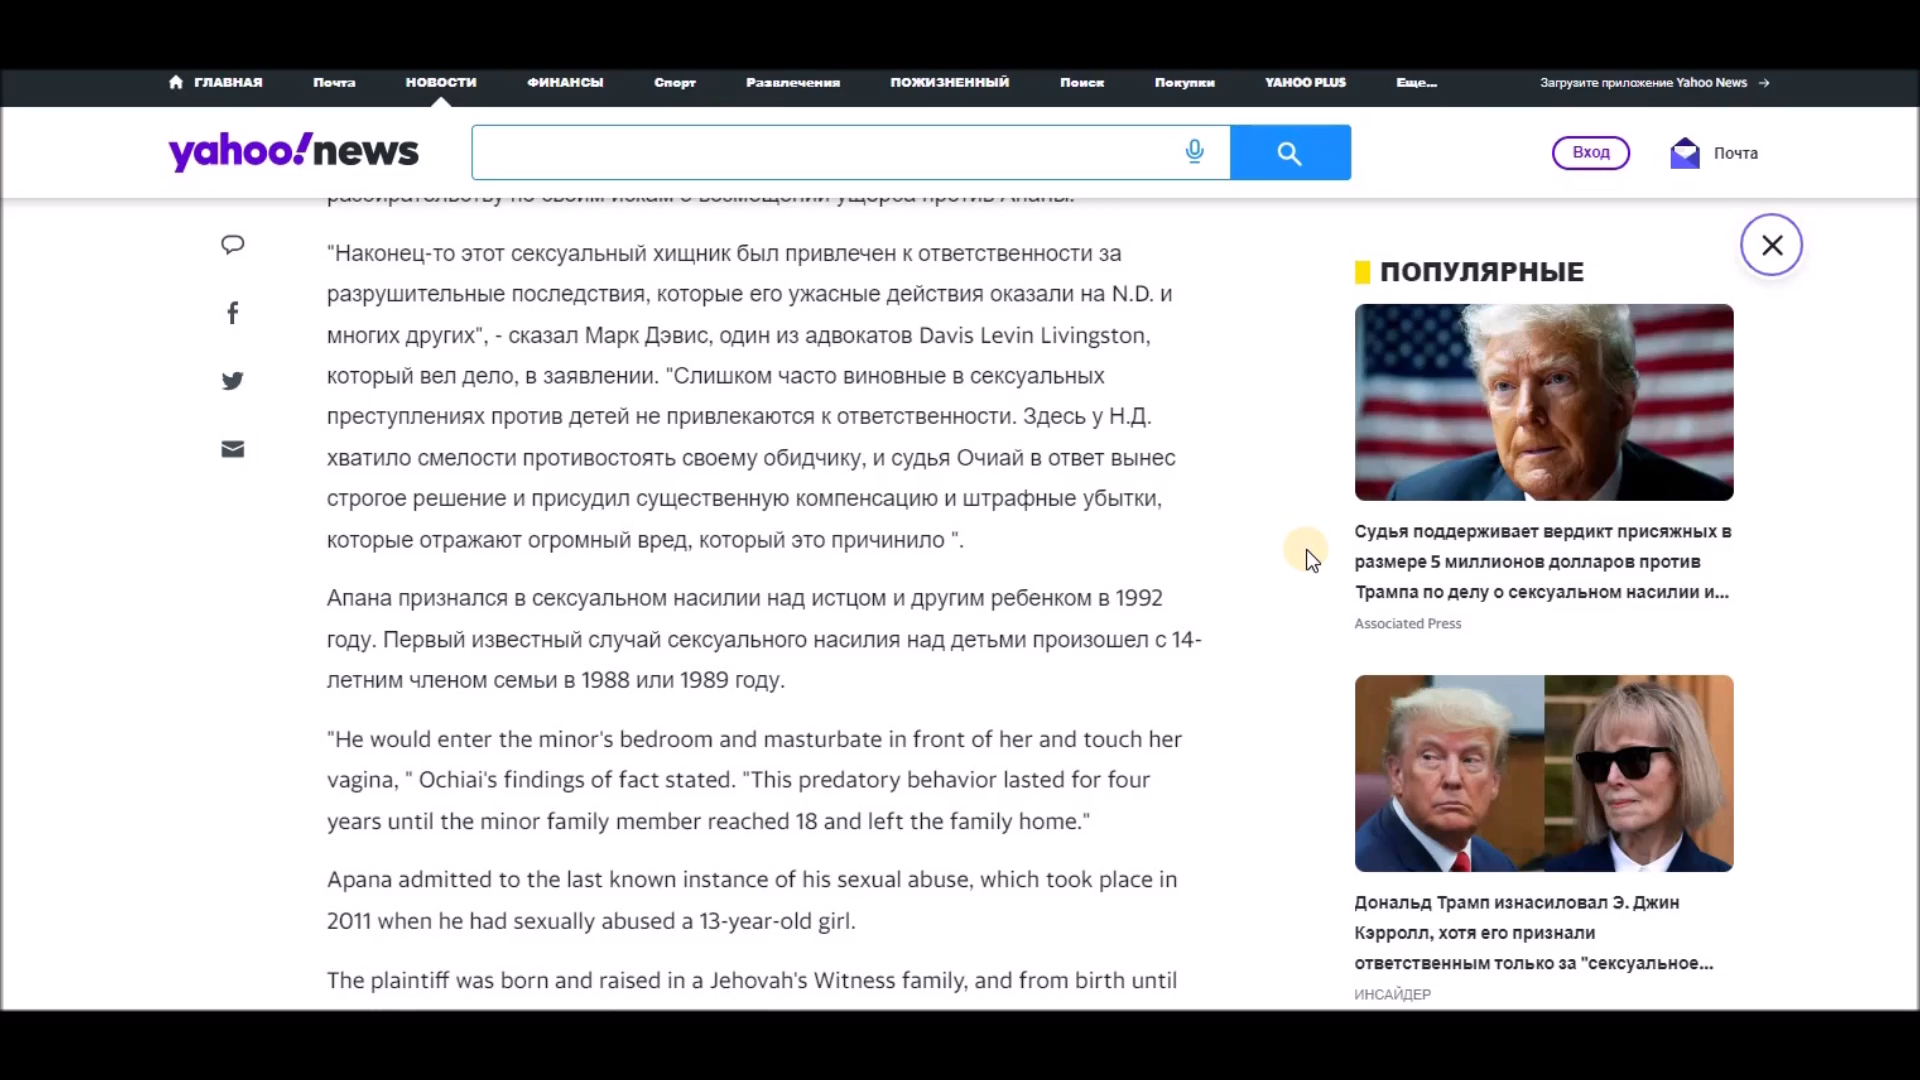 ГЛАВНАЯ Почта НОВОСТИ ФИНАНСЫ Спорт Развлечения ПОЖИЗНЕННЫЙ Поиск Покупки YAHOO PLUS Еще... Загрузите приложение Yahoo News →
yahoo!news
Вход
Почта
разбирательству по своим искам о возмещении ущерба против Апаны.
"Наконец-то этот сексуальный хищник был привлечен к ответственности за
разрушительные последствия, которые его ужасные действия оказали на N.D. и
многих других", - сказал Марк Дэвис, один из адвокатов Davis Levin Livingston,
который вел дело, в заявлении. "Слишком часто виновные в сексуальных
преступлениях против детей не привлекаются к ответственности. Здесь у Н.Д.
хватило смелости противостоять своему обидчику, и судья Очиай в ответ вынес
строгое решение и присудил существенную компенсацию и штрафные убытки,
которые отражают огромный вред, который это причинило ".
Апана признался в сексуальном насилии над истцом и другим ребенком в 1992
году. Первый известный случай сексуального насилия над детьми произошел с 14-
летним членом семьи в 1988 или 1989 году.
"He would enter the minor's bedroom and masturbate in front of her and touch her
vagina, " Ochiai's findings of fact stated. "This predatory behavior lasted for four
years until the minor family member reached 18 and left the family home."
Apana admitted to the last known instance of his sexual abuse, which took place in
2011 when he had sexually abused a 13-year-old girl.
The plaintiff was born and raised in a Jehovah's Witness family, and from birth until
ПОПУЛЯРНЫЕ
Судья поддерживает вердикт присяжных в
размере 5 миллионов долларов против
Трампа по делу о сексуальном насилии и...
Associated Press
Дональд Трамп изнасиловал Э. Джин
Кэрролл, хотя его признали
ответственным только за "сексуальное...
ИНСАЙДЕР